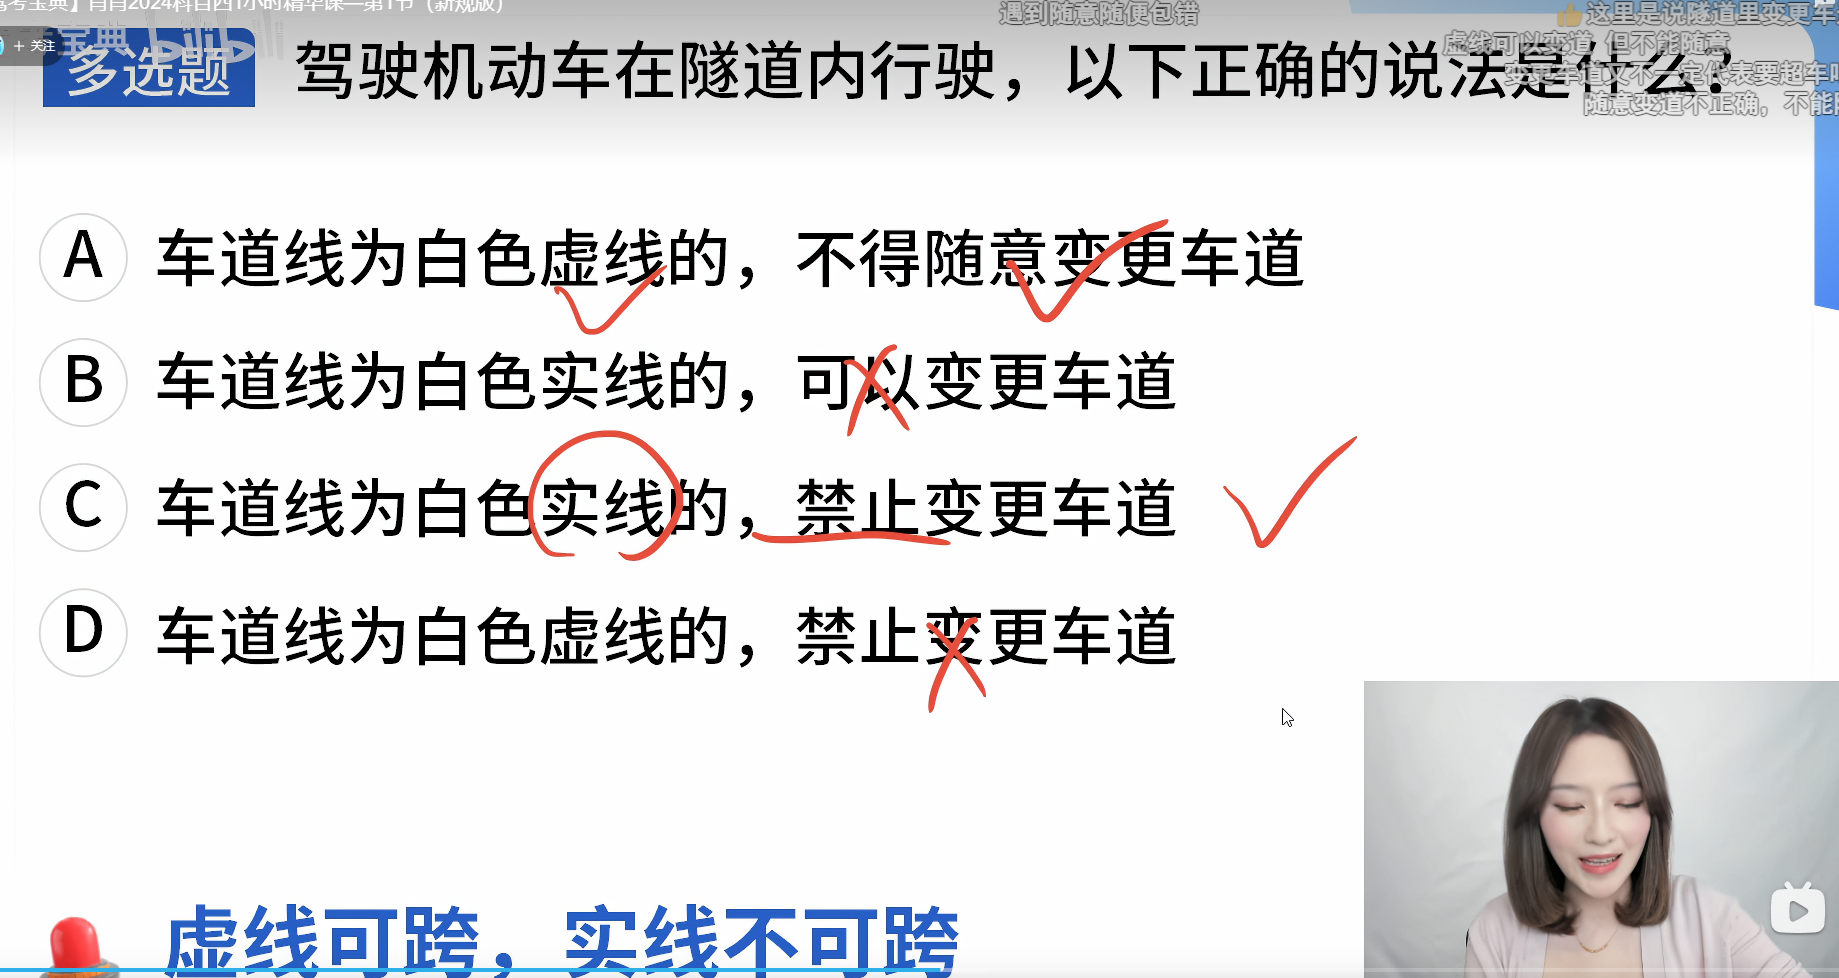 驾考宝典】肖肖2024科目四1小时精华课—第1节（新规版）
遇到随意随便包错
这里是说隧道里变更车
+ 关注
宝典
虚线可以变道 但不能随意
多选题 驾驶机动车在隧道内行驶，以下正确的说法是什么？
变更车道又不一定代表要超车
随意变道不正确，不能
A 车道线为白色虚线的，不得随意变更车道
B 车道线为白色实线的，可以变更车道
C 车道线为白色实线的，禁止变更车道
D 车道线为白色虚线的，禁止变更车道
虚线可跨，实线不可跨